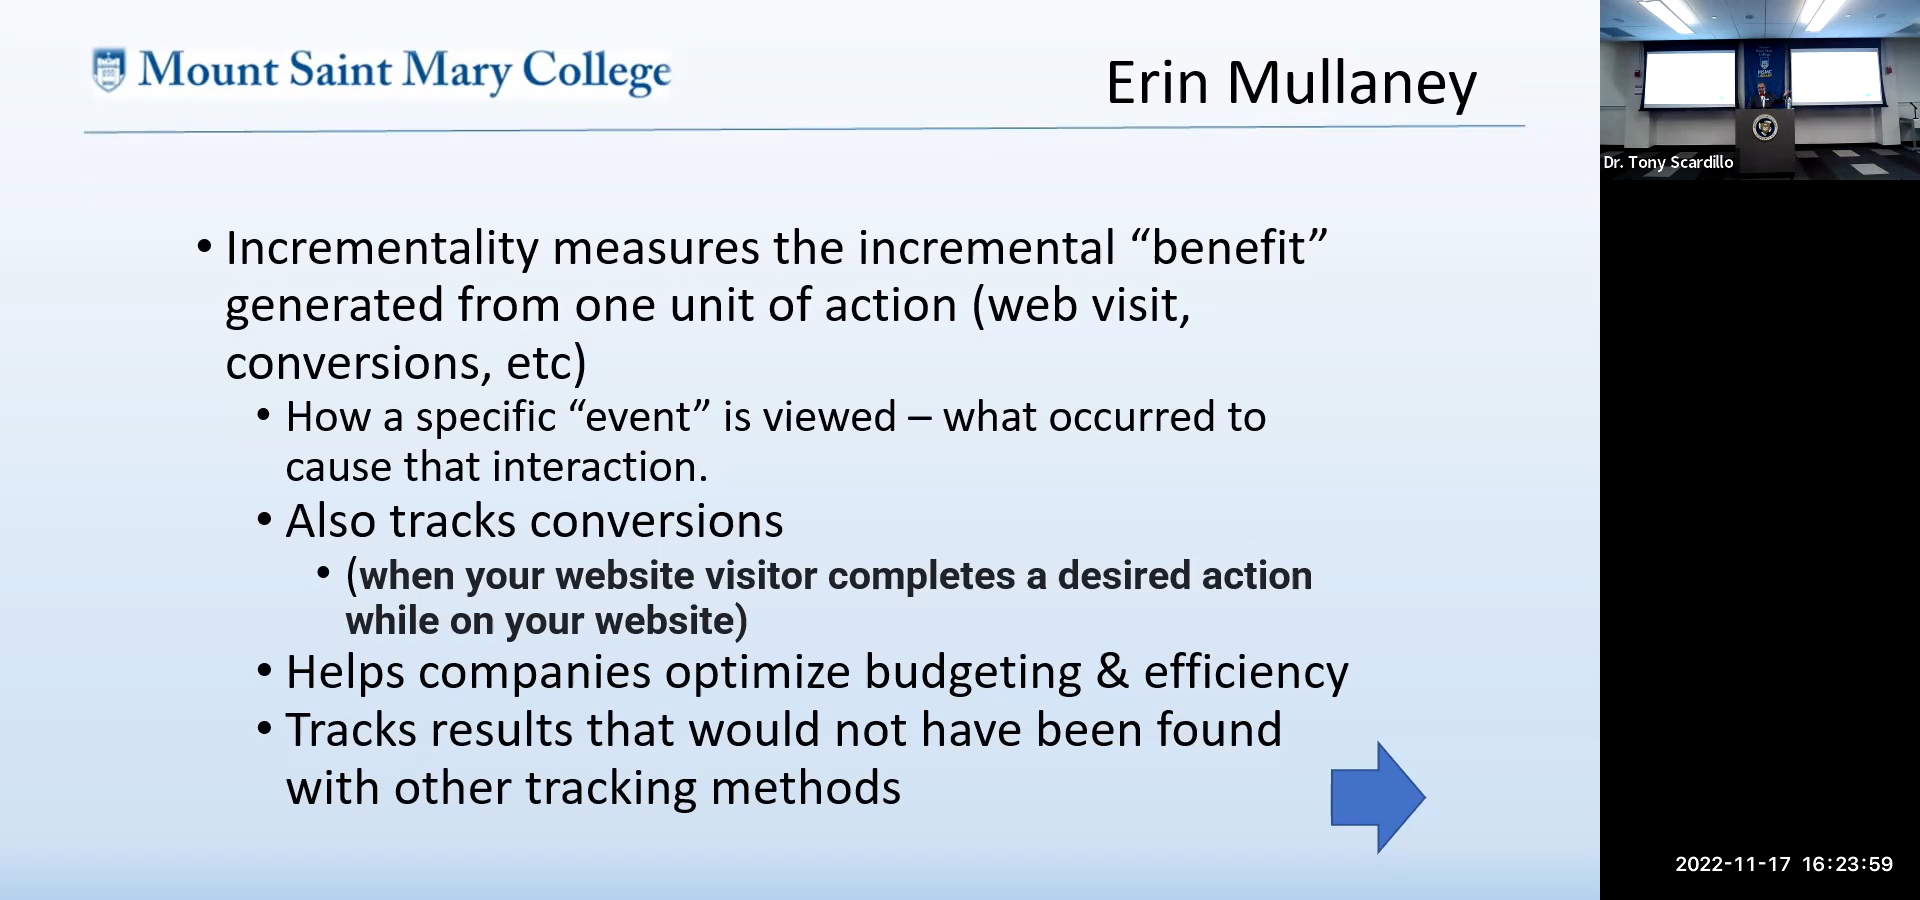 Mount Saint Mary College
Erin Mullaney
• Incrementality measures the incremental “benefit”
generated from one unit of action (web visit,
conversions, etc)
• How a specific “event” is viewed – what occurred to
cause that interaction.
• Also tracks conversions
• (when your website visitor completes a desired action
while on your website)
• Helps companies optimize budgeting & efficiency
• Tracks results that would not have been found
with other tracking methods
Dr. Tony Scardillo
2022-11-17 16:23:59